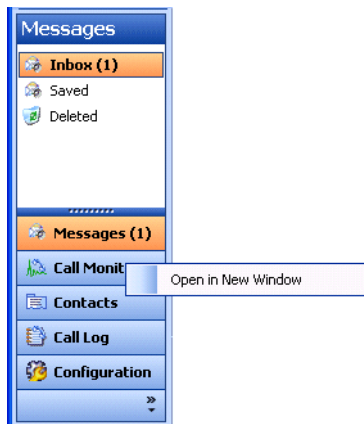 Messages
Inbox (1)
Saved
Deleted
Messages (1)
Call Monit
Open in New Window
Contacts
Call Log
Configuration